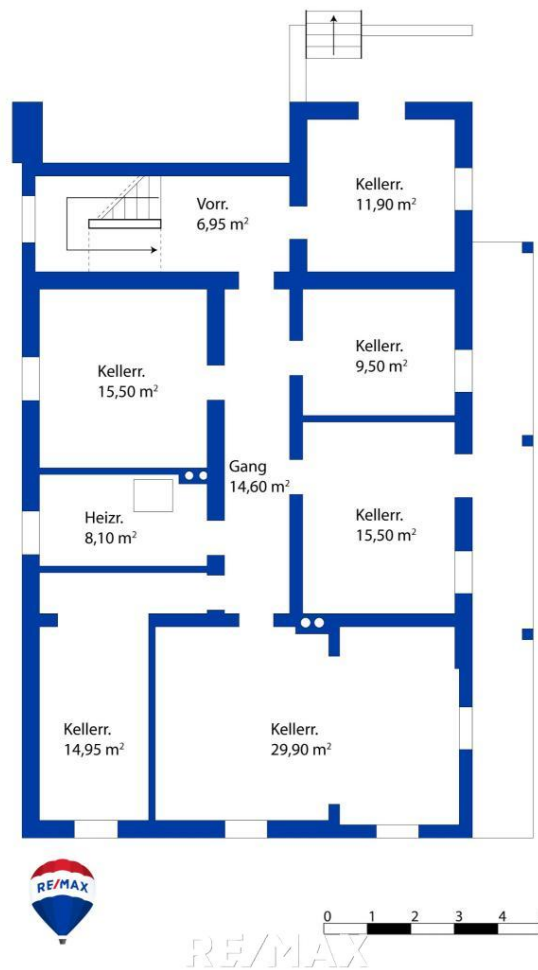 Kellerr.
11,90 m²
Vorr.
6,95 m²
Kellerr.
9,50 m²
Kellerr.
15,50 m²
Gang
14,60 m²
Kellerr.
15,50 m²
Heizr.
8,10 m²
Kellerr.
14,95 m²
Kellerr.
29,90 m²
RE/MAX
0 1 2 3 4
RE/MAX